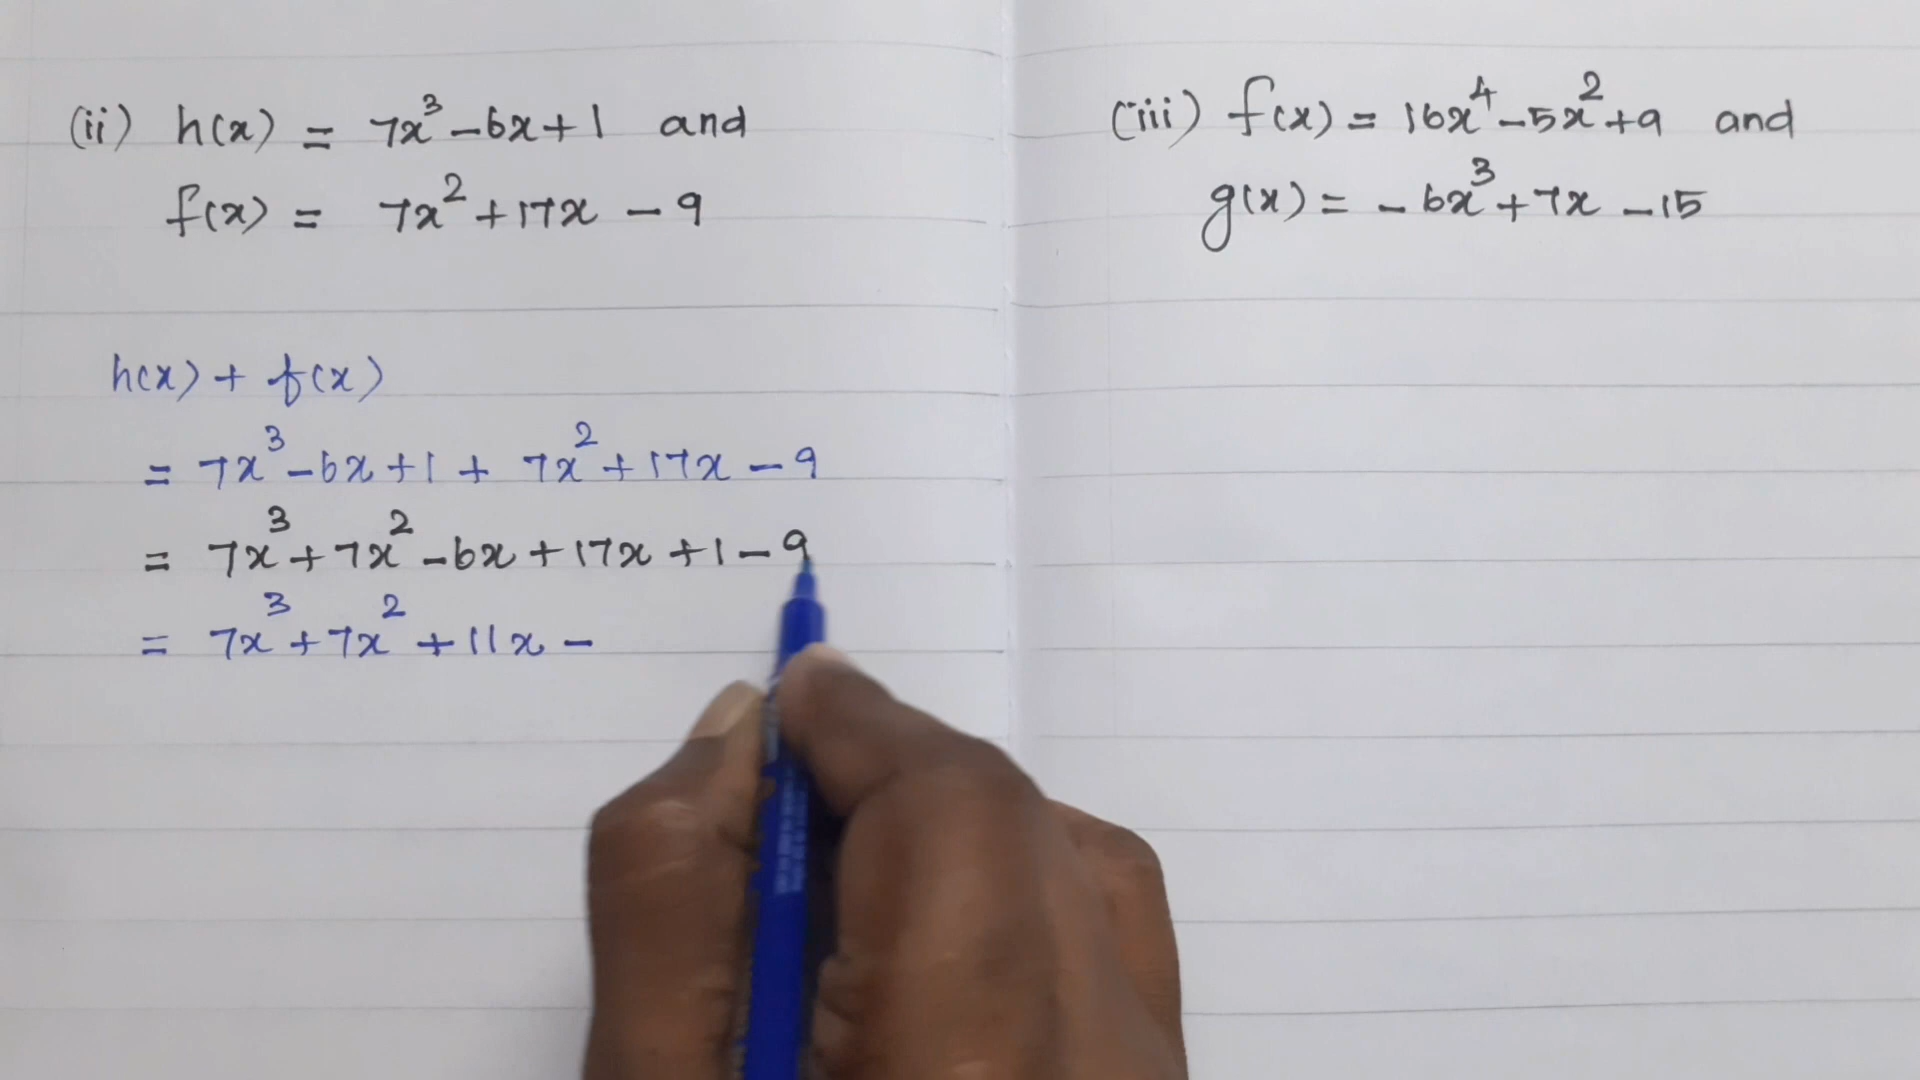 (ii) h(x) = 7x³ - 6x + 1 and
f(x) = 7x² + 17x - 9
h(x) + f(x)
= 7x³ - 6x + 1 + 7x² + 17x - 9
= 7x³ + 7x² - 6x + 17x + 1 - 9
= 7x³ + 7x² + 11x -
(iii) f(x) = 16x⁴ - 5x² + 9 and
g(x) = - 6x³ + 7x - 15